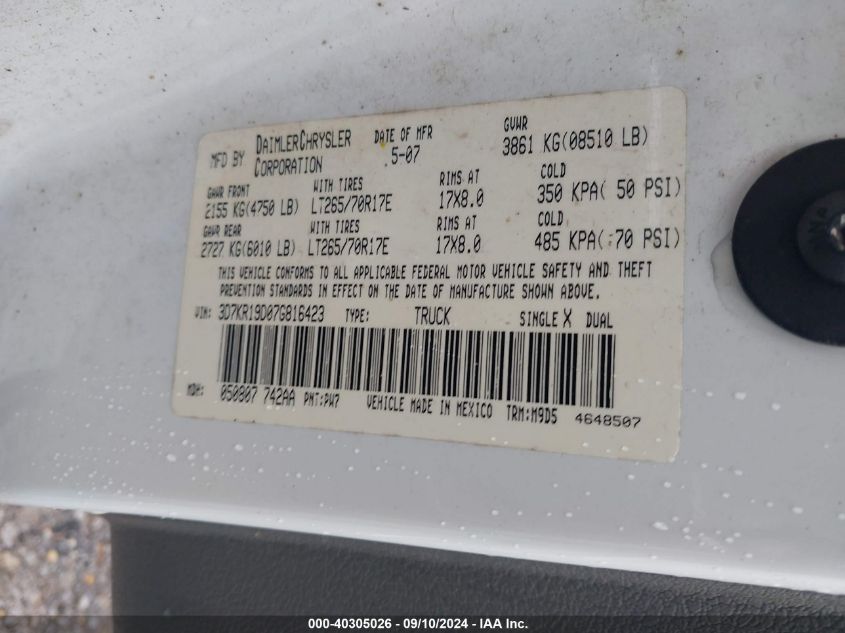 MFD BY DAIMLERCHRYSLER CORPORATION DATE OF MFR 5-07 GVWR 3861 KG(08510 LB)
GAWR FRONT WITH TIRES RIMS AT COLD
2155 KG(4750 LB) LT265/70R17E 17X8.0 350 KPA( 50 PSI)
GAWR REAR WITH TIRES RIMS AT COLD
2727 KG(6010 LB) LT265/70R17E 17X8.0 485 KPA( 70 PSI)
THIS VEHICLE CONFORMS TO ALL APPLICABLE FEDERAL MOTOR VEHICLE SAFETY AND THEFT
PREVENTION STANDARDS IN EFFECT ON THE DATE OF MANUFACTURE SHOWN ABOVE.
VIN: 3D7KR19D07G816423 TYPE: TRUCK SINGLE X DUAL
MDH: 050807 742AA PNT:PW7 VEHICLE MADE IN MEXICO TRM:M9D5 4648507
000-40305026 - 09/10/2024 - IAA Inc.